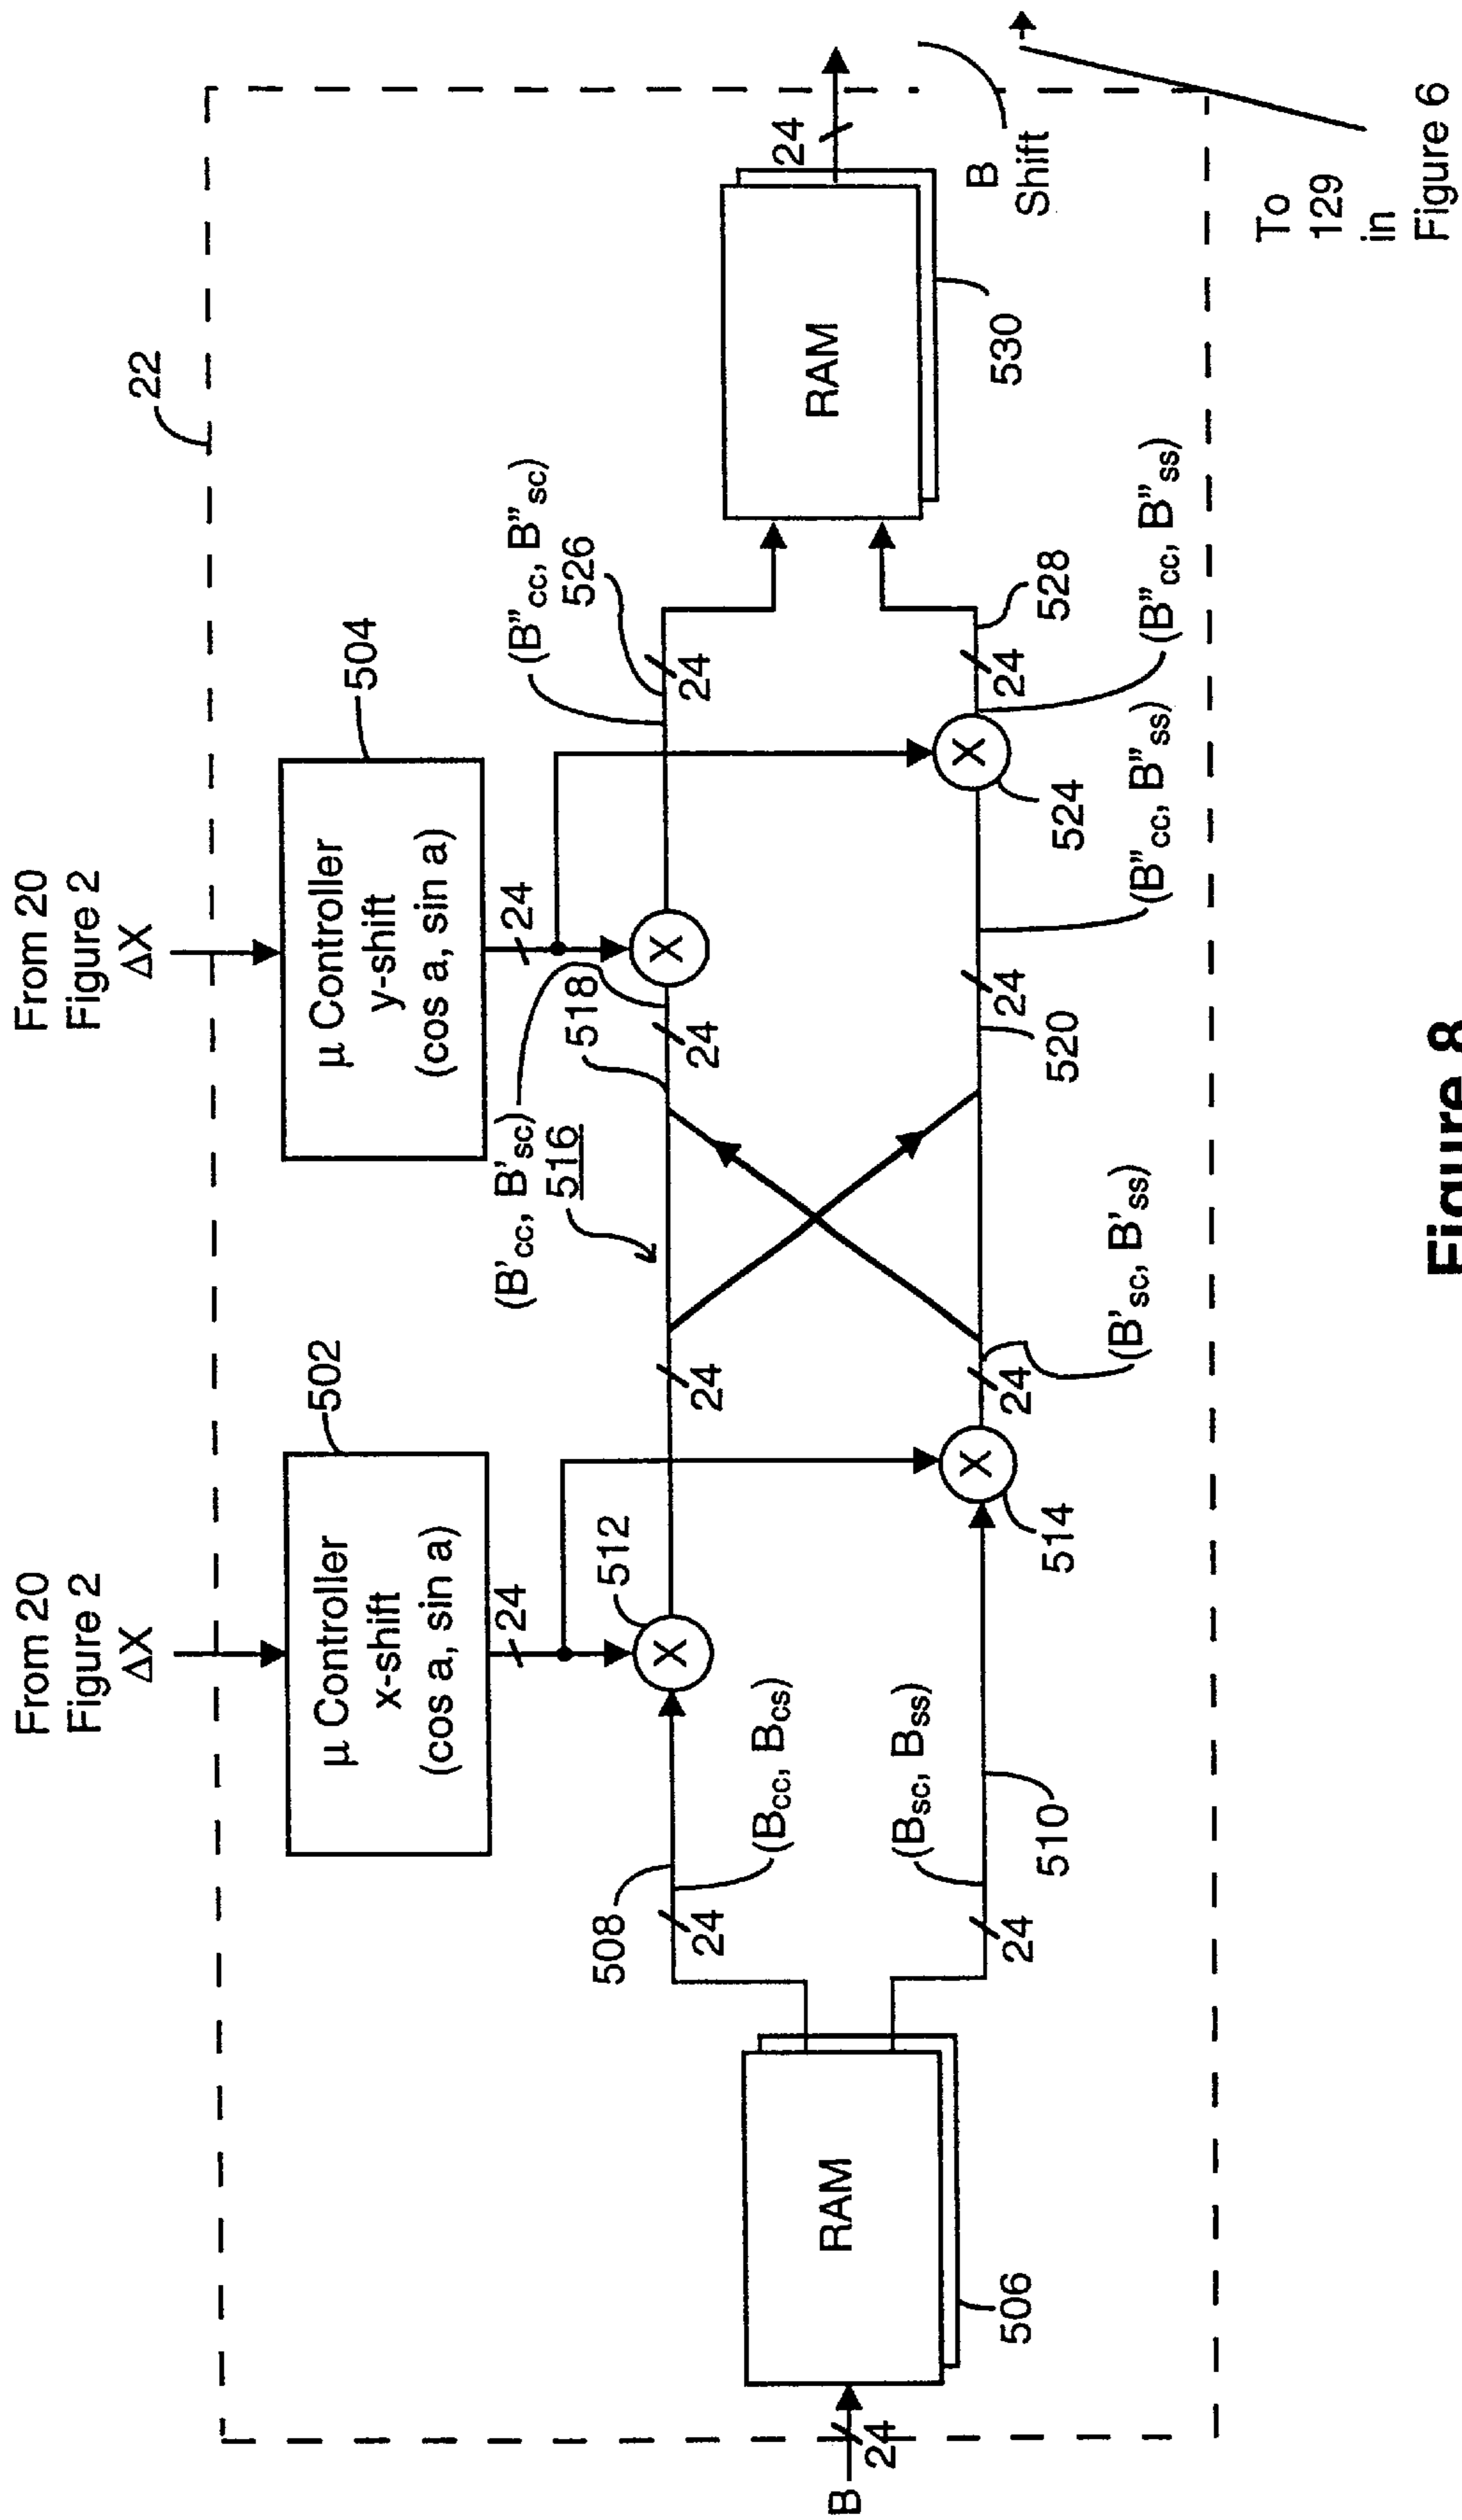 From 20
Figure 2
ΔX
From 20
Figure 2
ΔX
22
502
μ Controller
x-shift
(cos a, sin a)
24
504
μ Controller
y-shift
(cos a, sin a)
24
B
24
RAM
506
508
24
(Bcc, Bcs)
512
X
24
(B'cc, B'sc)
516
518
24
X
(B''cc, B''sc)
526
24
(Bsc, Bss)
24
510
X
514
24
(B'sc, B'ss)
520
24
(B''cc, B''ss)
X
524
24
528
(B''cc, B''ss)
RAM
530
24
B
Shift
To
129
in
Figure 6
Figure 8